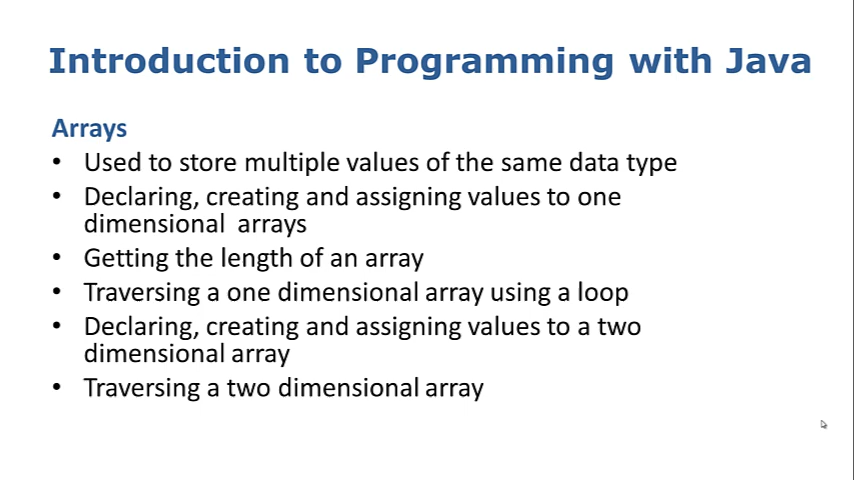 Introduction to Programming with Java
Arrays
• Used to store multiple values of the same data type
• Declaring, creating and assigning values to one
dimensional arrays
• Getting the length of an array
• Traversing a one dimensional array using a loop
• Declaring, creating and assigning values to a two
dimensional array
• Traversing a two dimensional array